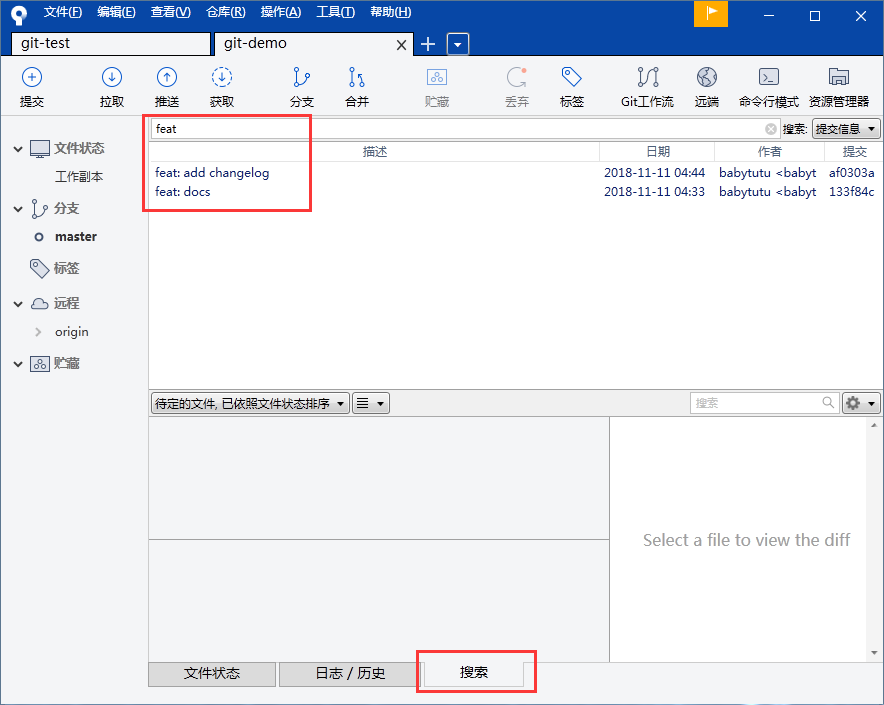 文件(F) 编辑(E) 查看(V) 仓库(R) 操作(A) 工具(T) 帮助(H)
git-test git-demo
提交 拉取 推送 获取 分支 合并 贮藏 丢弃 标签 Git工作流 远端 命令行模式 资源管理器
feat 搜索: 提交信息
描述 日期 作者 提交
feat: add changelog 2018-11-11 04:44 babytutu <babyt af0303a
feat: docs 2018-11-11 04:33 babytutu <babyt 133f84c
文件状态
工作副本
分支
master
标签
远程
origin
贮藏
待定的文件, 已依照文件状态排序 搜索
Select a file to view the diff
文件状态 日志 / 历史 搜索